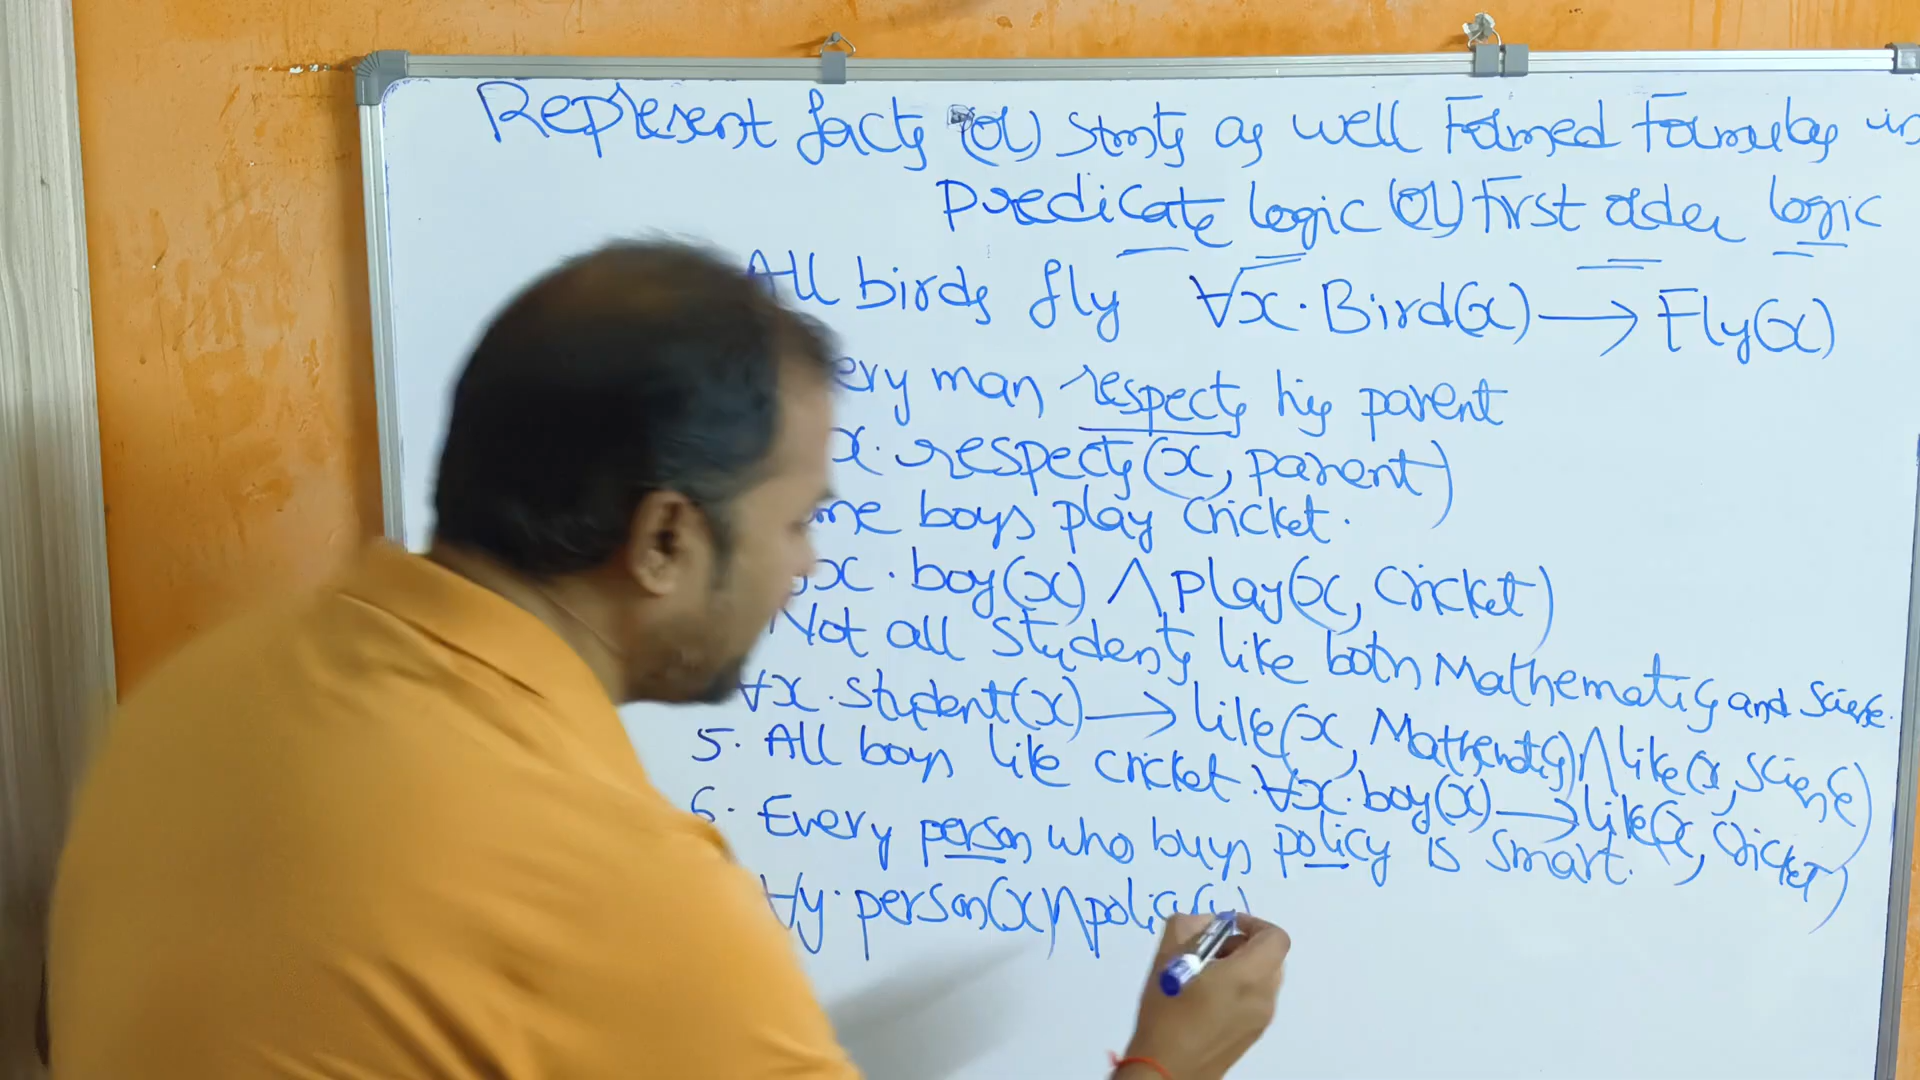 Represent facts (or) Stmts as well Formed Formulas in
predicate logic (or) First order logic
All birds fly ∀x·Bird(x) → Fly(x)
ery man respects his parent
x·respects(x, parent)
me boys play cricket.
x·boy(x) ∧ play(x, cricket)
Not all students like both Mathematics and Science.
∀x·student(x) → like(x, Mathematics) ∧ like(x, Science)
5. All boys like cricket. ∀x·boy(x) → like(x, cricket)
6. Every person who buys policy is smart.
∀y·person(x) ∧ policy(y)